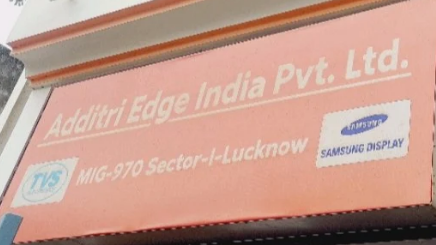 Additri Edge India Pvt. Ltd.
TVS
MIG-970 Sector-I-Lucknow
SAMSUNG
SAMSUNG DISPLAY